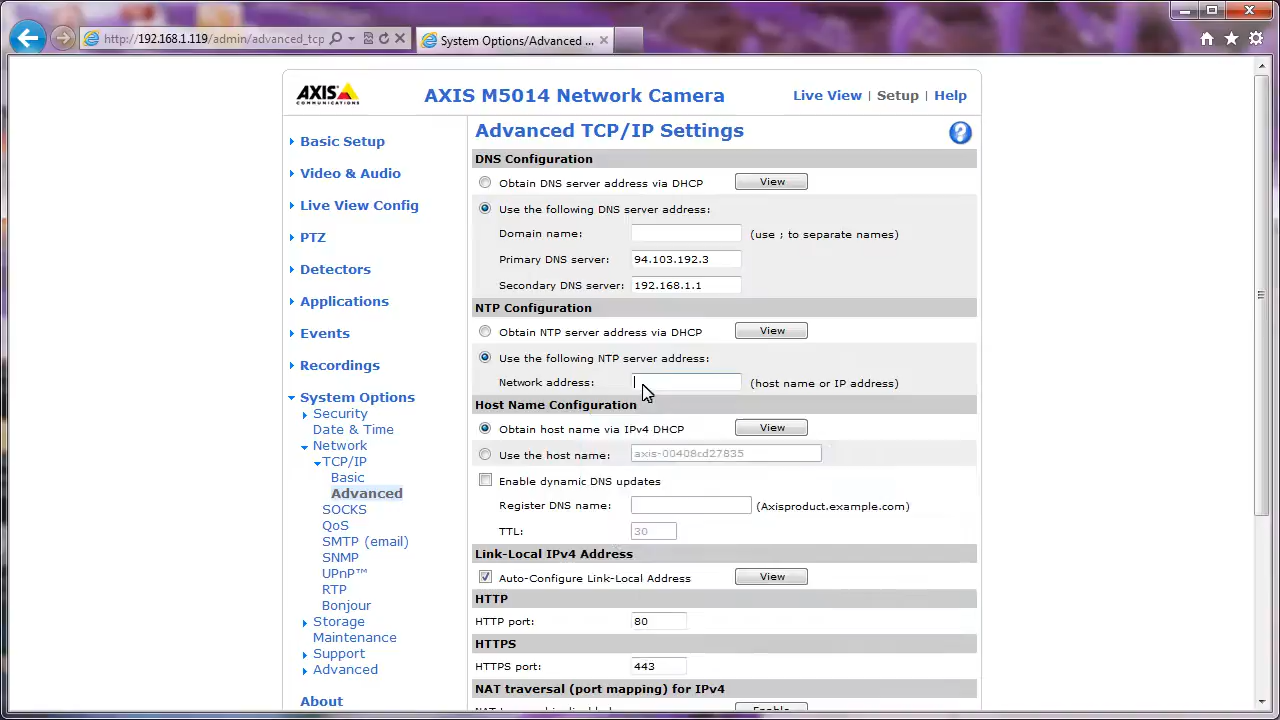 http://192.168.1.119/admin/advanced_tcp
System Options/Advanced ...
AXIS
COMMUNICATIONS
AXIS M5014 Network Camera
Live View | Setup | Help
Basic Setup
Video & Audio
Live View Config
PTZ
Detectors
Applications
Events
Recordings
System Options
Security
Date & Time
Network
TCP/IP
Basic
Advanced
SOCKS
QoS
SMTP (email)
SNMP
UPnP™
RTP
Bonjour
Storage
Maintenance
Support
Advanced
About
Advanced TCP/IP Settings
DNS Configuration
Obtain DNS server address via DHCP View
Use the following DNS server address:
Domain name: (use ; to separate names)
Primary DNS server: 94.103.192.3
Secondary DNS server: 192.168.1.1
NTP Configuration
Obtain NTP server address via DHCP View
Use the following NTP server address:
Network address: (host name or IP address)
Host Name Configuration
Obtain host name via IPv4 DHCP View
Use the host name: axis-00408cd27835
Enable dynamic DNS updates
Register DNS name: (Axisproduct.example.com)
TTL: 30
Link-Local IPv4 Address
Auto-Configure Link-Local Address View
HTTP
HTTP port: 80
HTTPS
HTTPS port: 443
NAT traversal (port mapping) for IPv4